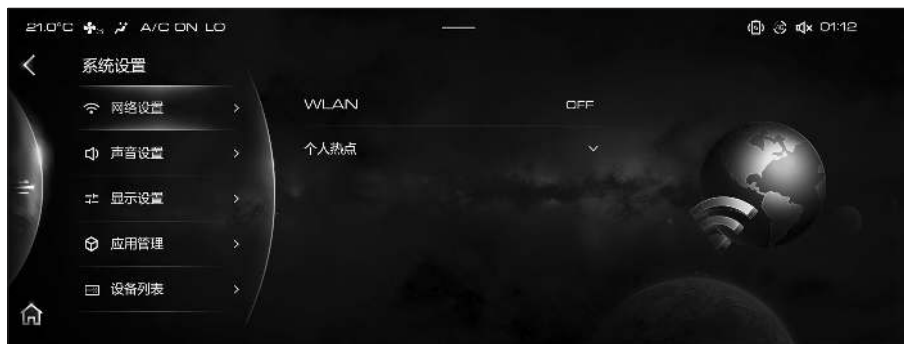 21.0°C A/C ON LO 01:12
系统设置
网络设置
WLAN OFF
声音设置
个人热点
显示设置
应用管理
设备列表